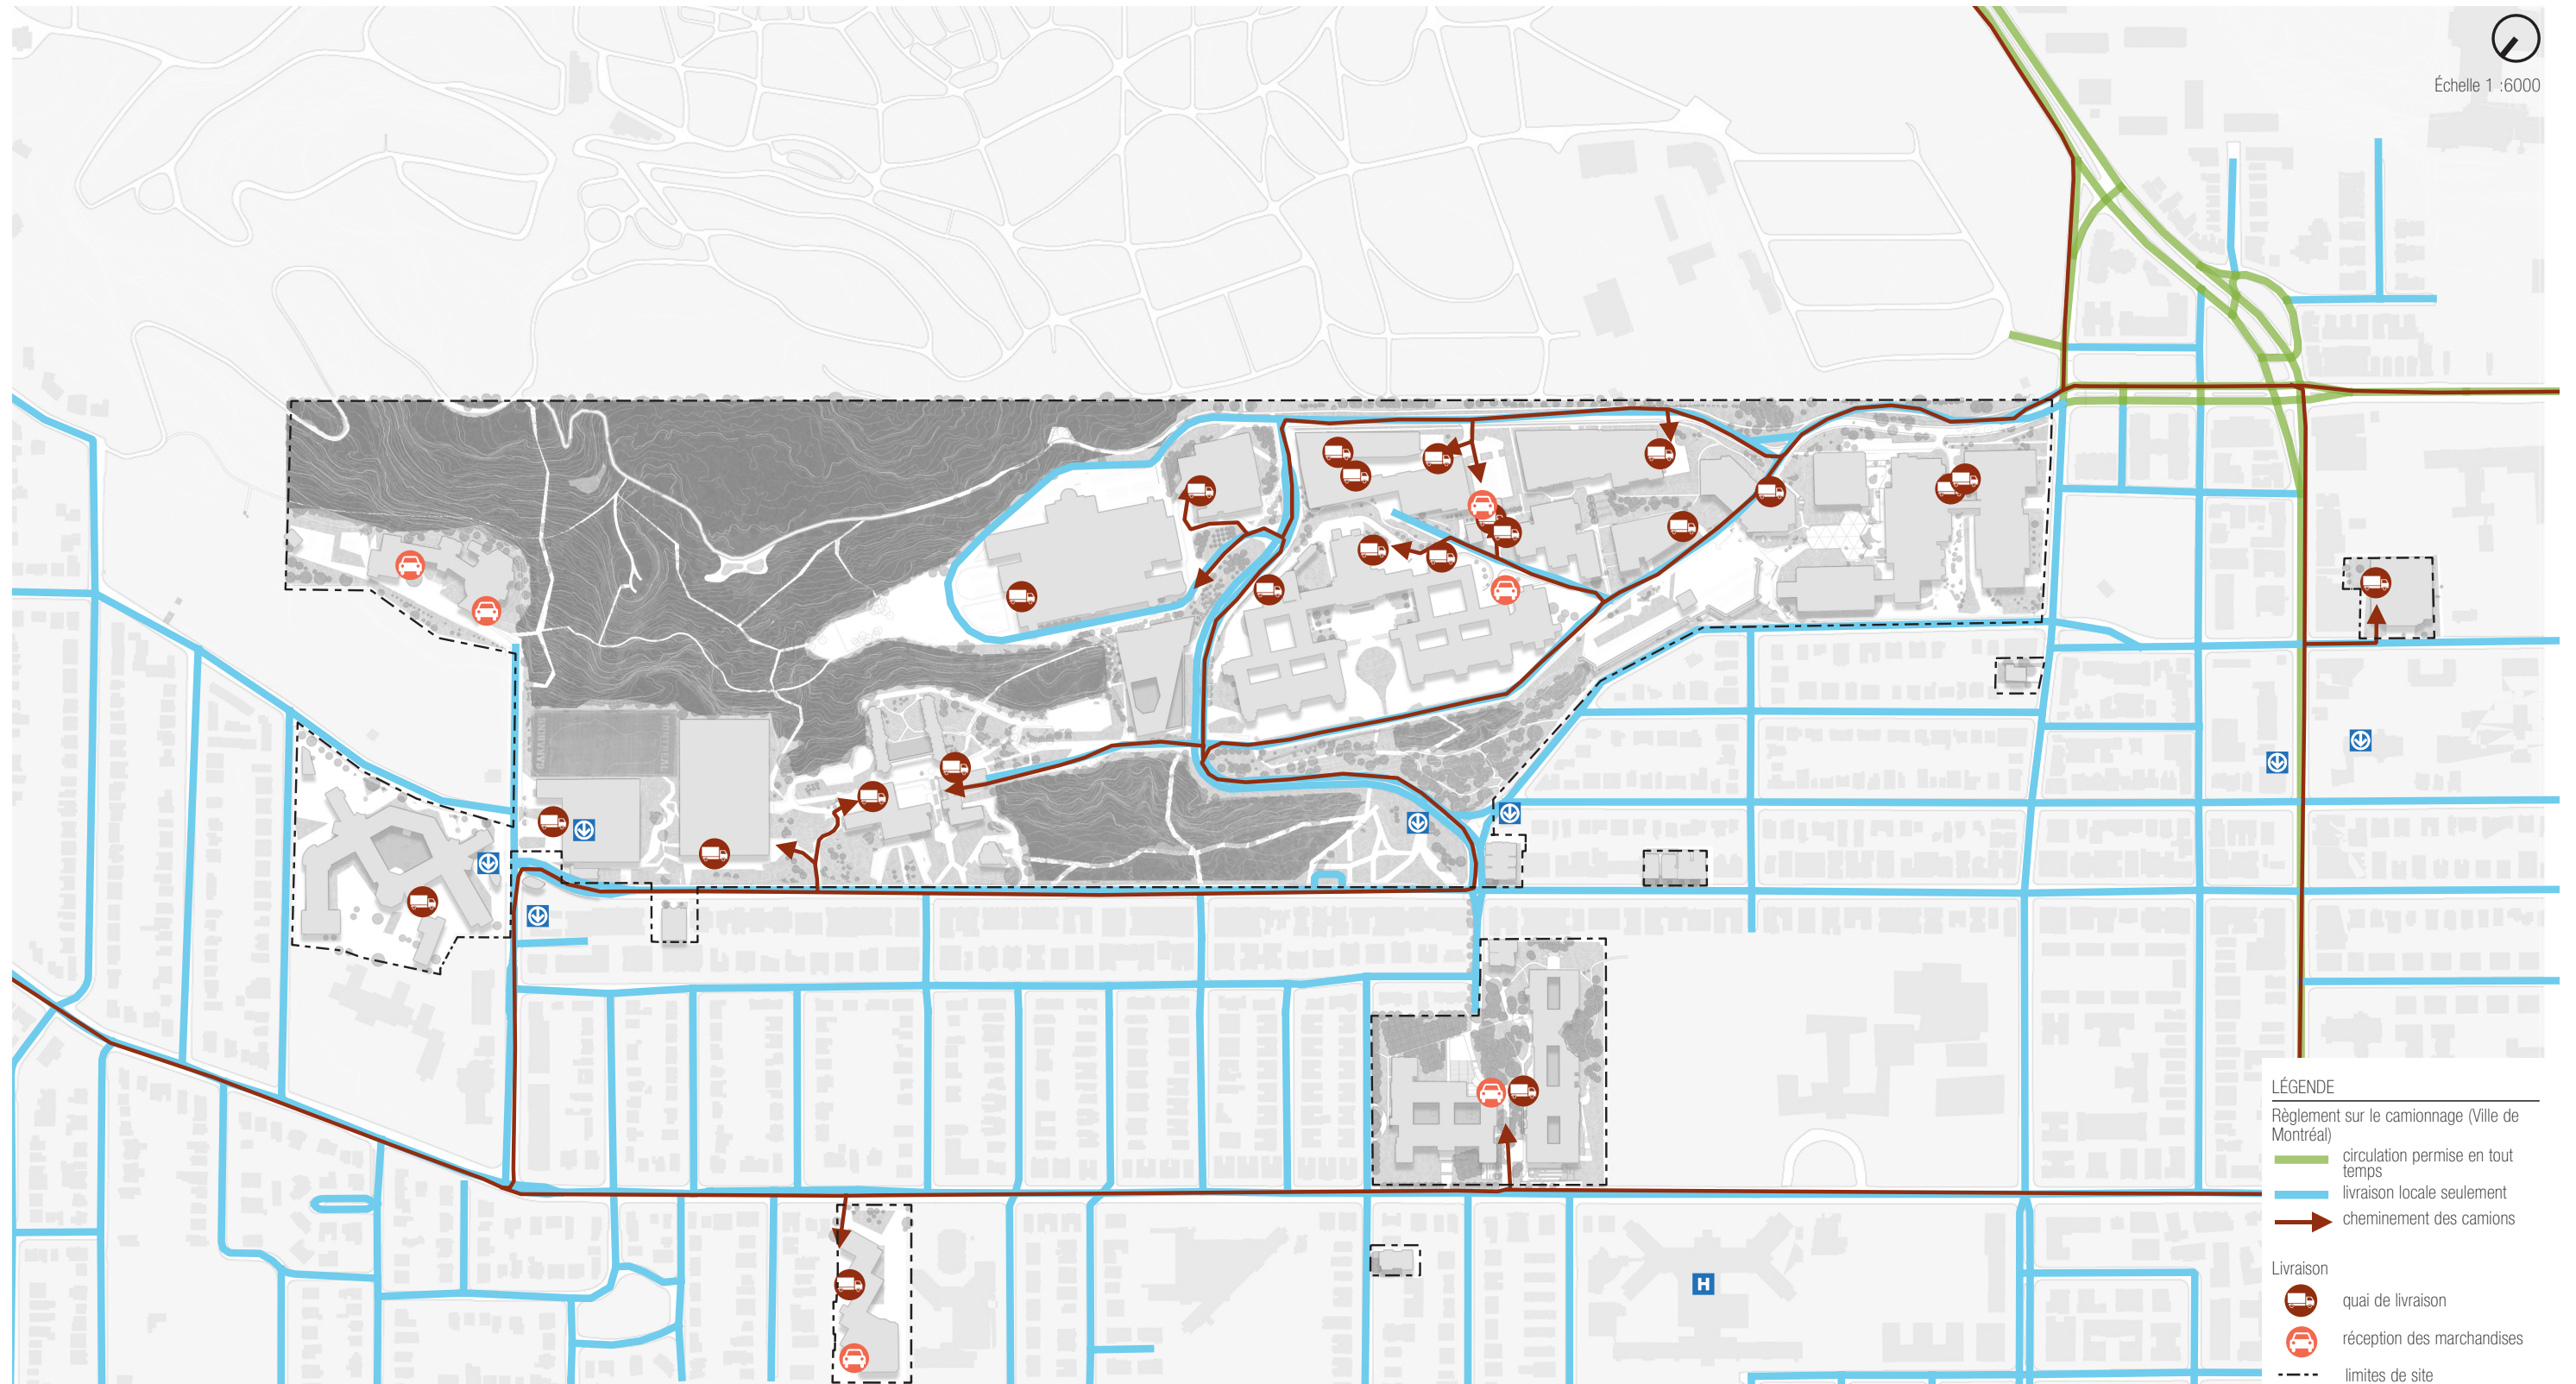 Échelle 1 :6000
CARABINS
H
LÉGENDE
Règlement sur le camionnage (Ville de
Montréal)
circulation permise en tout
temps
livraison locale seulement
cheminement des camions
Livraison
quai de livraison
réception des marchandises
limites de site